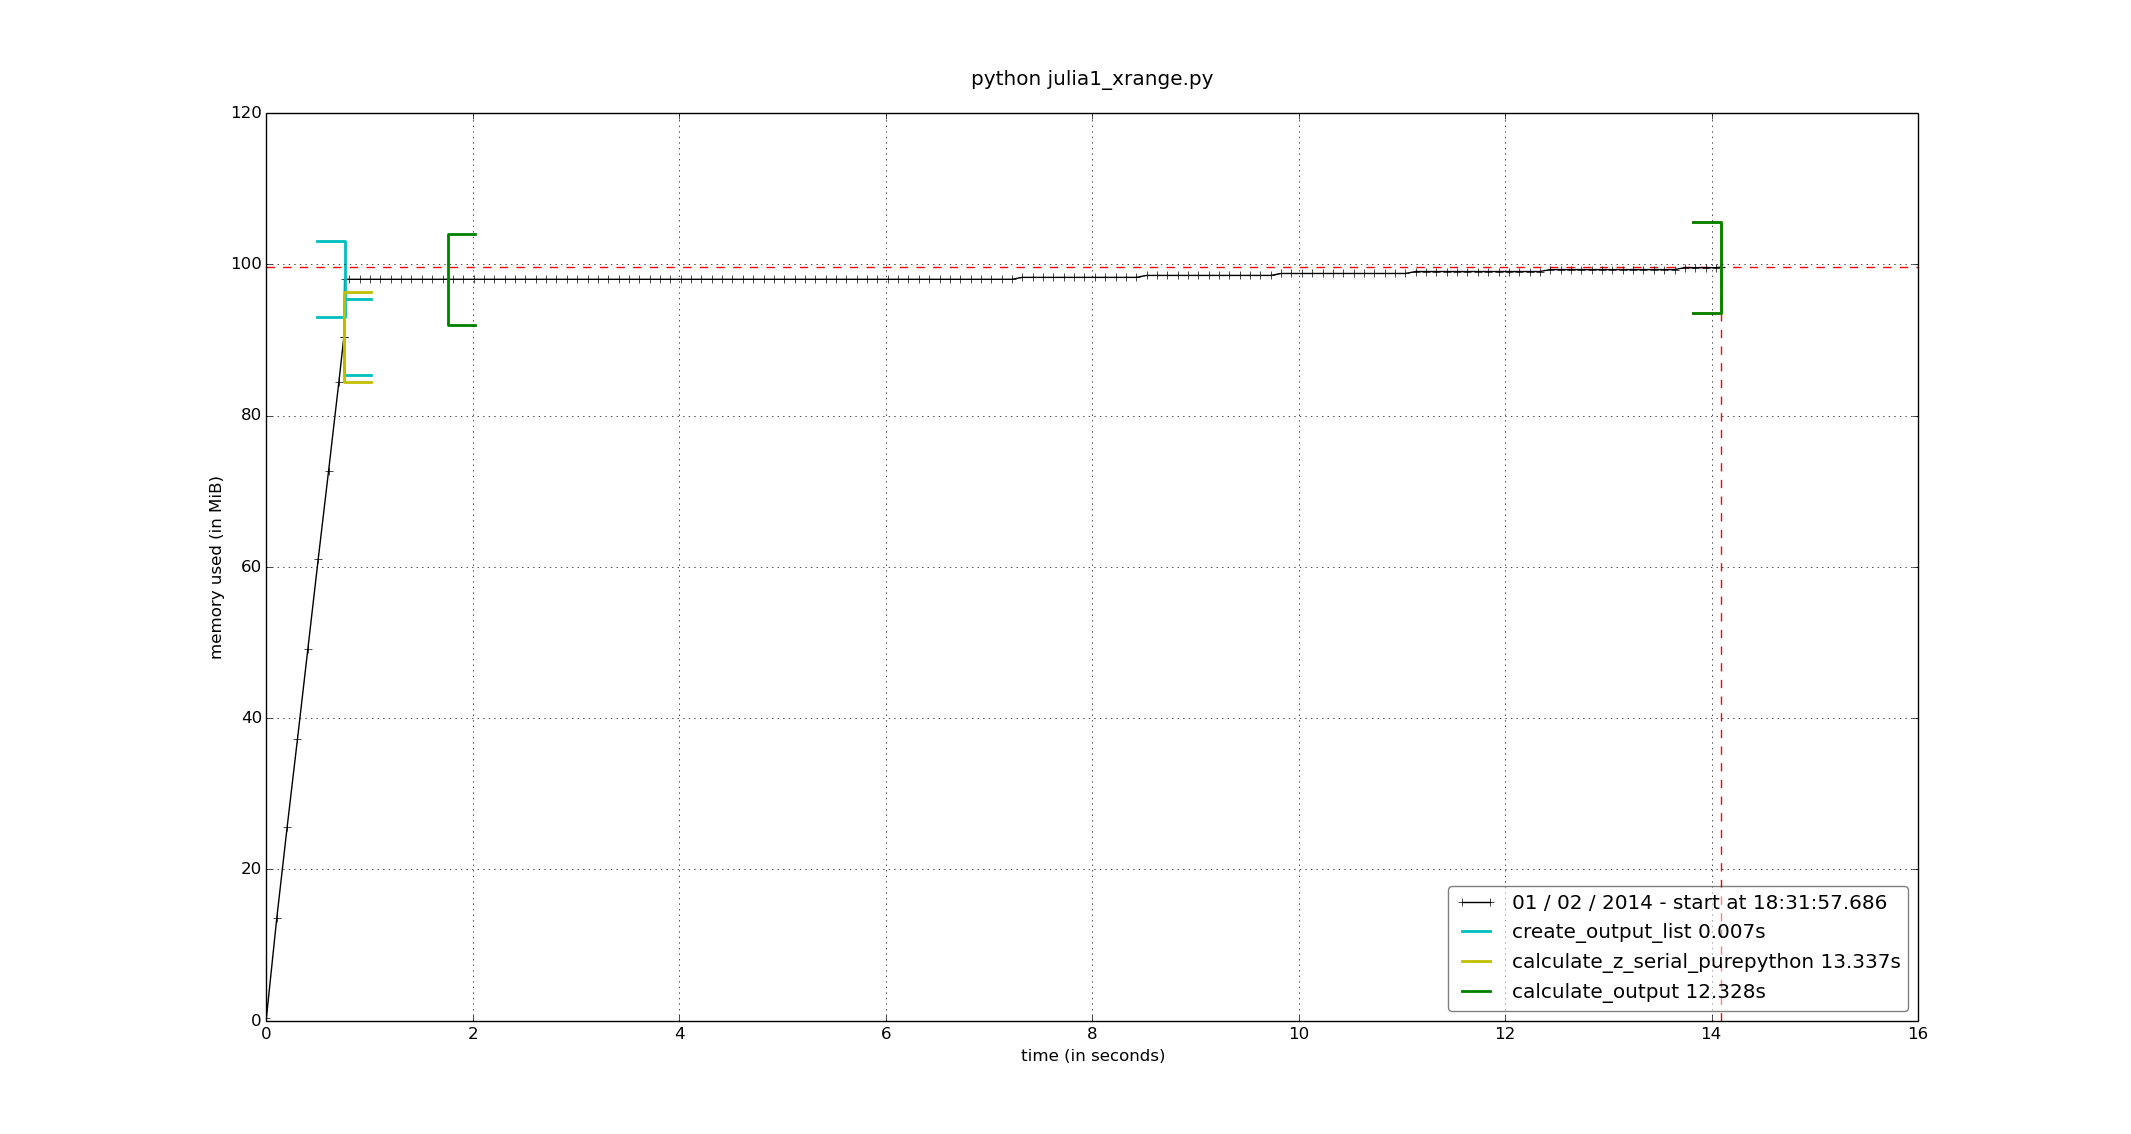 python julia1_xrange.py
120
100
80
60
40
20
0
memory used (in MiB)
0 2 4 6 8 10 12 14 16
time (in seconds)
01 / 02 / 2014 - start at 18:31:57.686
create_output_list 0.007s
calculate_z_serial_purepython 13.337s
calculate_output 12.328s